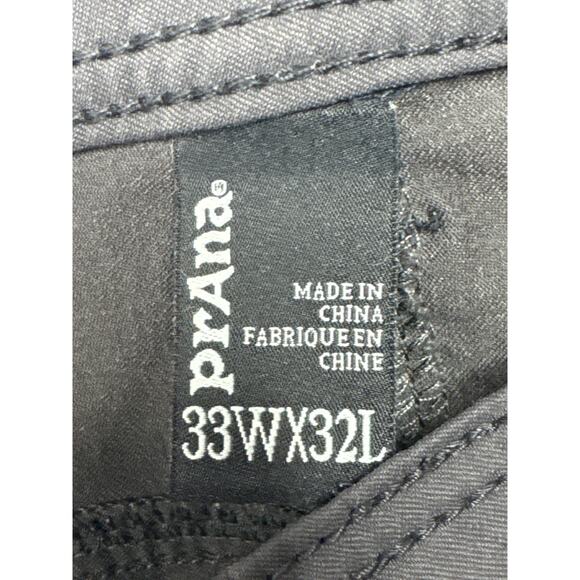 prAna®
MADE IN
CHINA
FABRIQUE EN
CHINE
33WX32L